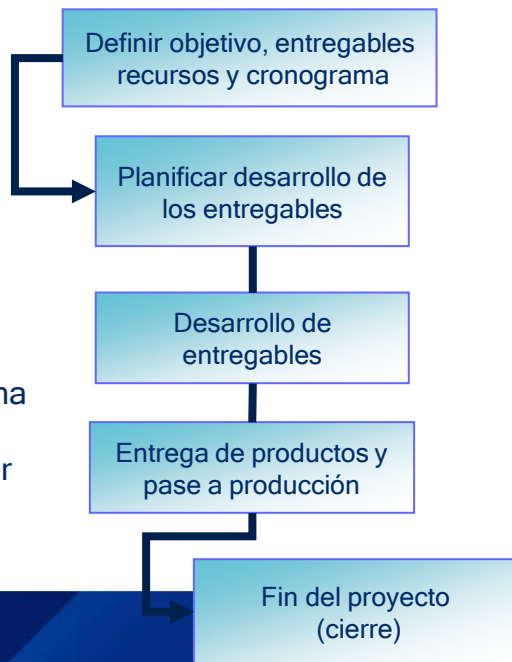 Definir objetivo, entregables
recursos y cronograma
Planificar desarrollo de
los entregables
Desarrollo de
entregables
Entrega de productos y
pase a producción
Fin del proyecto
(cierre)